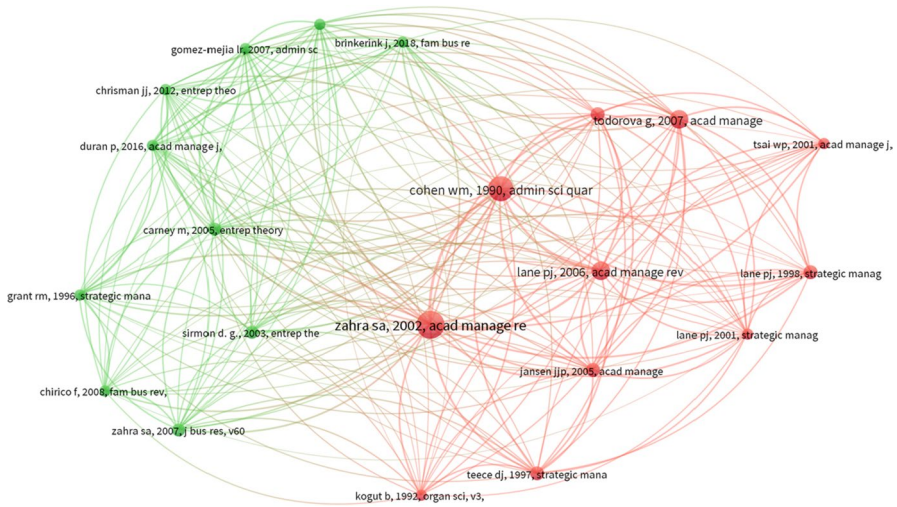 gomez-mejia lr, 2007, admin sc
brinkerink j, 2018, fam bus re
chrisman jj, 2012, entrep theo
todorova g, 2007, acad manage
duran p, 2016, acad manage j,
tsai wp, 2001, acad manage j,
cohen wm, 1990, admin sci quar
carney m, 2005, entrep theory
lane pj, 2006, acad manage rev
lane pj, 1998, strategic manag
grant rm, 1996, strategic mana
zahra sa, 2002, acad manage re
sirmon d. g., 2003, entrep the
lane pj, 2001, strategic manag
jansen jjp, 2005, acad manage
chirico f, 2008, fam bus rev,
zahra sa, 2007, j bus res, v60
teece dj, 1997, strategic mana
kogut b, 1992, organ sci, v3,